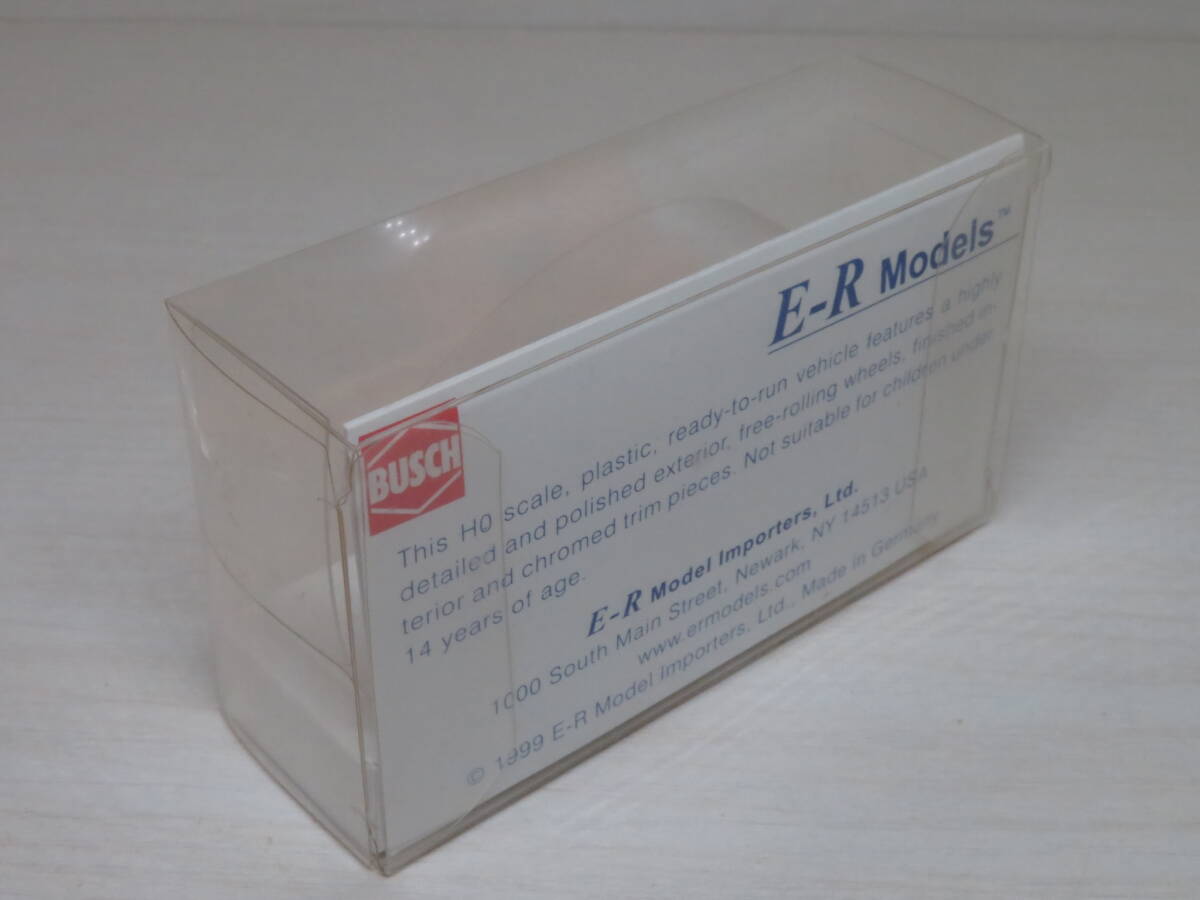 E-R Models™
BUSCH
This H0 scale, plastic, ready-to-run vehicle features a highly
detailed and polished exterior, free-rolling wheels, finished in-
terior and chromed trim pieces. Not suitable for children under
14 years of age.
E-R Model Importers, Ltd.
1000 South Main Street, Newark, NY 14513 USA
www.ermodels.com
© 1999 E-R Model Importers, Ltd., Made in Germany